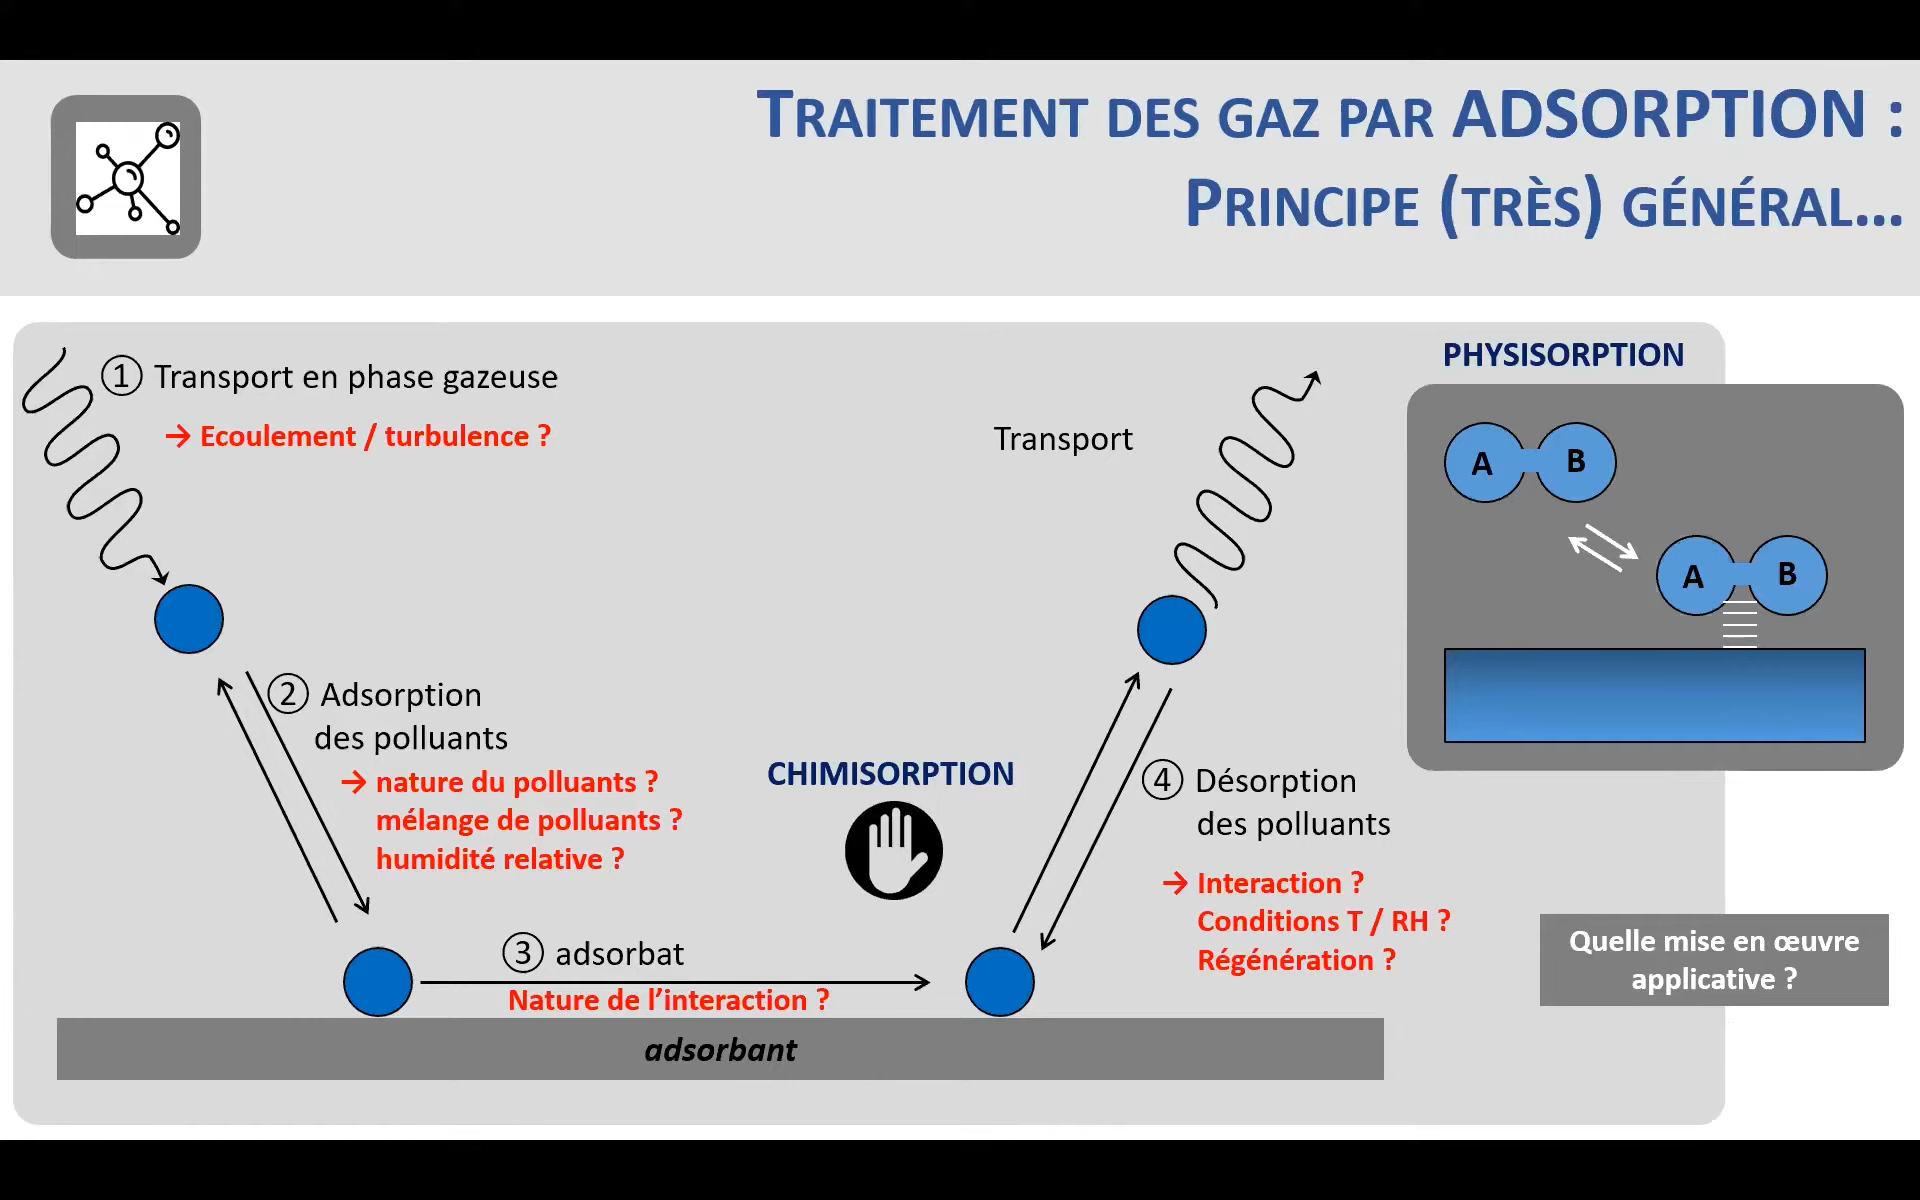 TRAITEMENT DES GAZ PAR ADSORPTION :
PRINCIPE (TRÈS) GÉNÉRAL...
① Transport en phase gazeuse
→ Ecoulement / turbulence ?
② Adsorption
des polluants
→ nature du polluants ?
mélange de polluants ?
humidité relative ?
CHIMISORPTION
③ adsorbat
Nature de l’interaction ?
adsorbant
Transport
④ Désorption
des polluants
→ Interaction ?
Conditions T / RH ?
Régénération ?
PHYSISORPTION
A B
A B
Quelle mise en œuvre
applicative ?